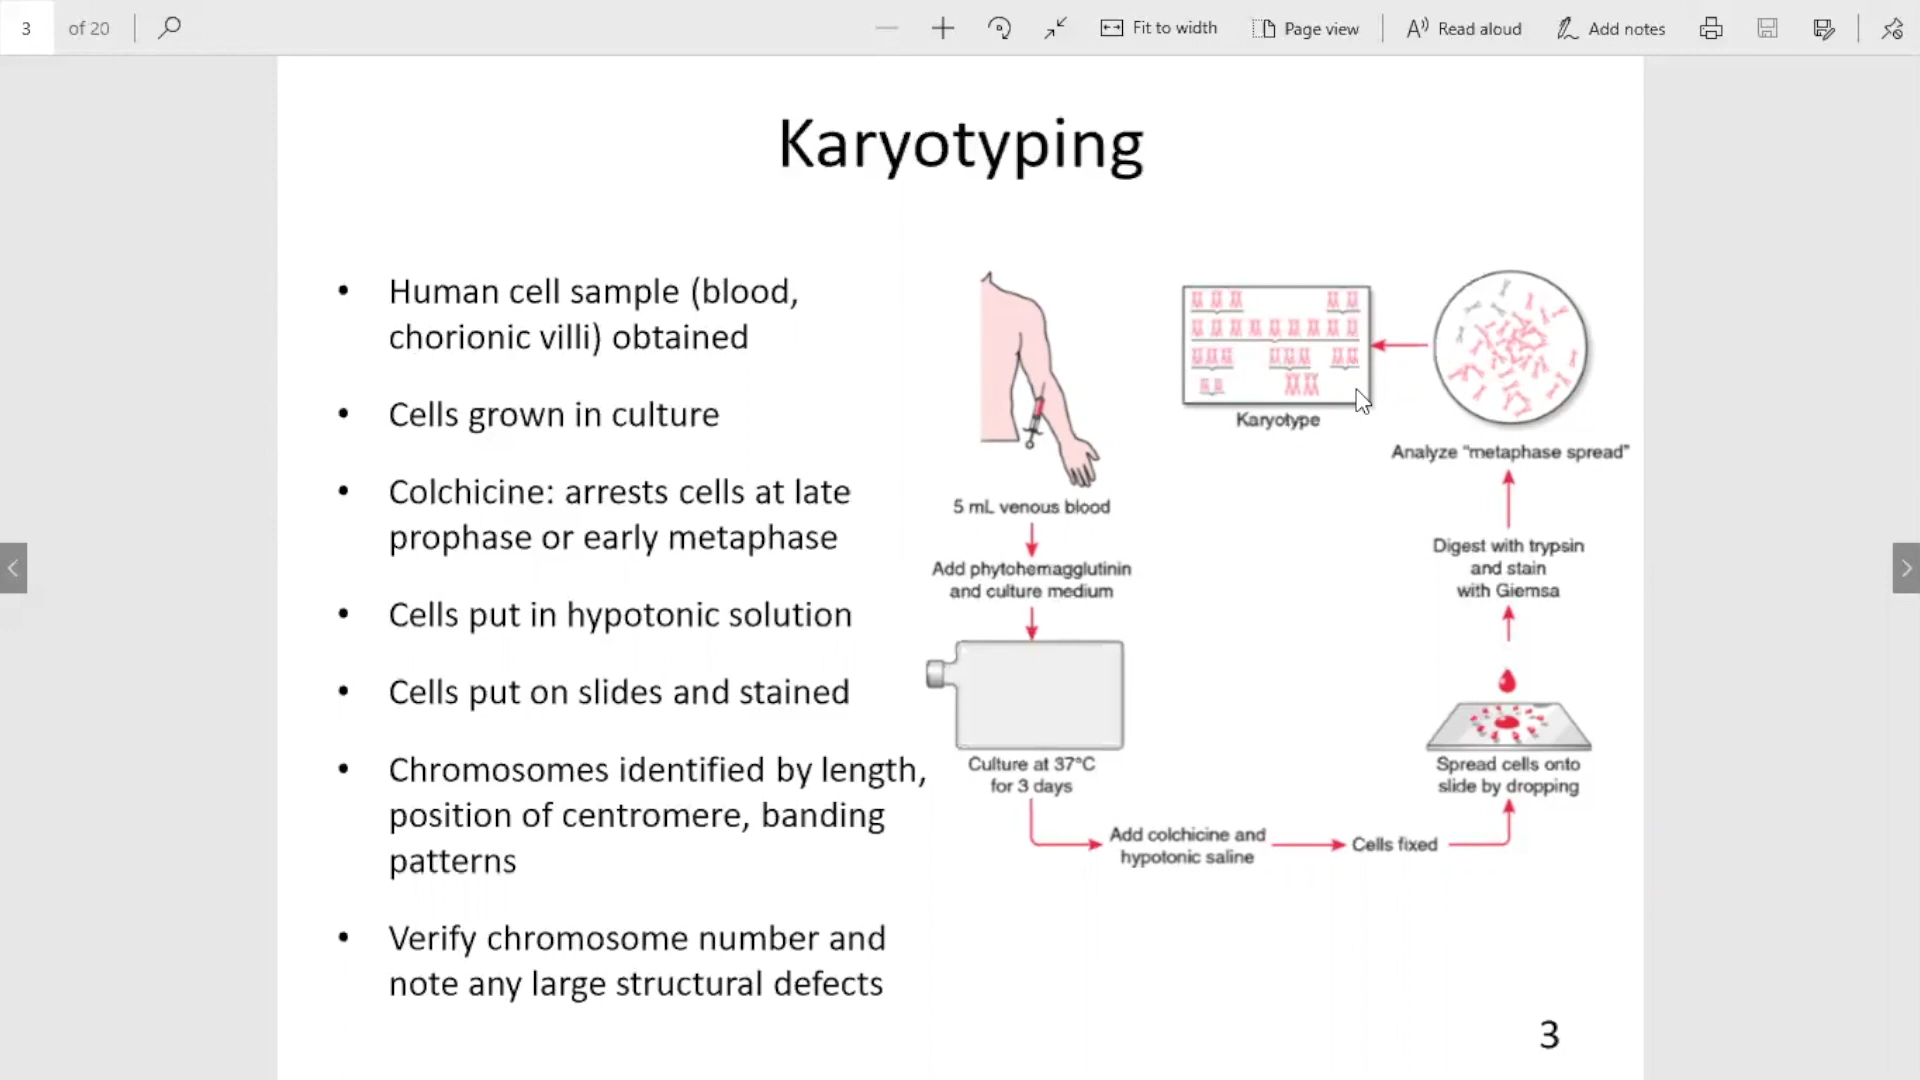 3 of 20 Fit to width Page view Read aloud Add notes
Karyotyping
• Human cell sample (blood,
chorionic villi) obtained
• Cells grown in culture
• Colchicine: arrests cells at late
prophase or early metaphase
• Cells put in hypotonic solution
• Cells put on slides and stained
• Chromosomes identified by length,
position of centromere, banding
patterns
• Verify chromosome number and
note any large structural defects
5 mL venous blood
Add phytohemagglutinin
and culture medium
Culture at 37°C
for 3 days
Add colchicine and
hypotonic saline
Cells fixed
Spread cells onto
slide by dropping
Digest with trypsin
and stain
with Giemsa
Analyze “metaphase spread”
Karyotype
3